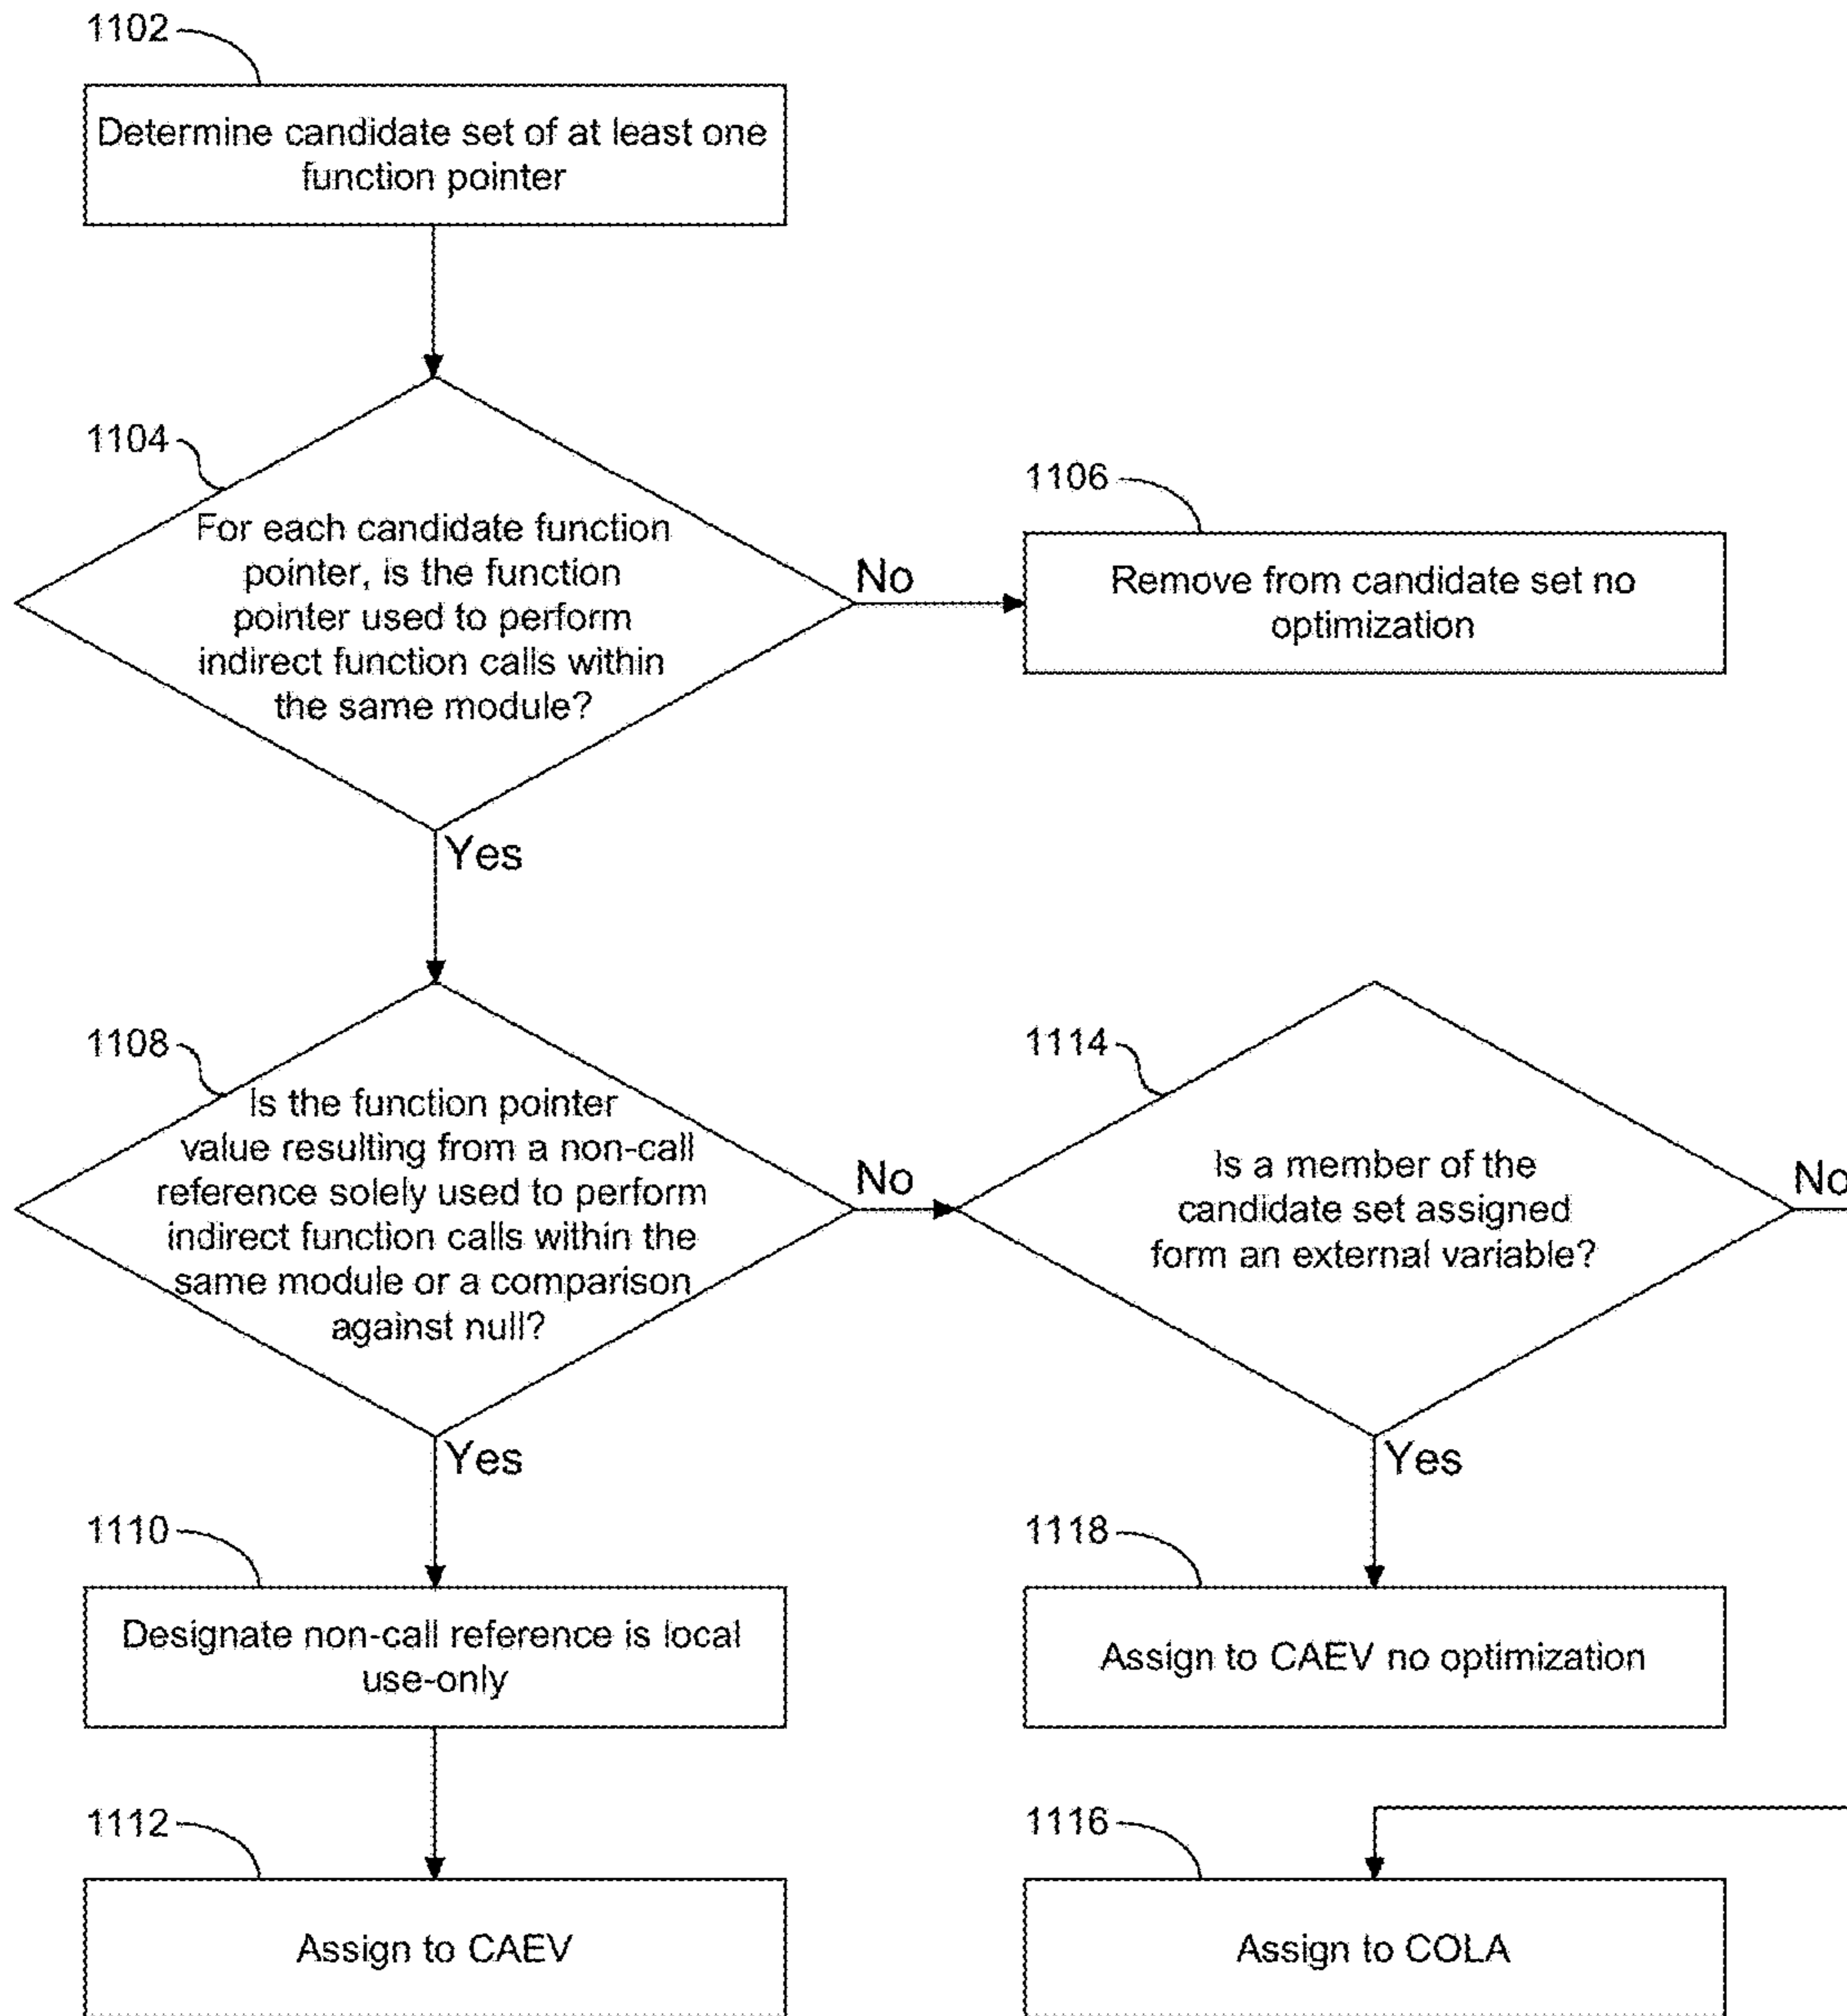 1102
Determine candidate set of at least one
function pointer
1104
For each candidate function
pointer, is the function
pointer used to perform
indirect function calls within
the same module?
No
1106
Remove from candidate set no
optimization
Yes
1108
Is the function pointer
value resulting from a non-call
reference solely used to perform
indirect function calls within the
same module or a comparison
against null?
No
1114
Is a member of the
candidate set assigned
form an external variable?
No
Yes
Yes
1110
Designate non-call reference is local
use-only
1118
Assign to CAEV no optimization
1112
Assign to CAEV
1116
Assign to COLA